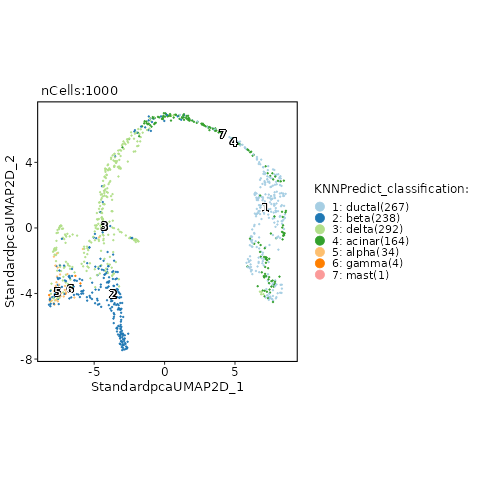 nCells:1000
StandardpcaUMAP2D_2
4
0
-4
-8
-5
0
5
StandardpcaUMAP2D_1
7
4
1
3
5
6
2
KNNPredict_classification:
1: ductal(267)
2: beta(238)
3: delta(292)
4: acinar(164)
5: alpha(34)
6: gamma(4)
7: mast(1)